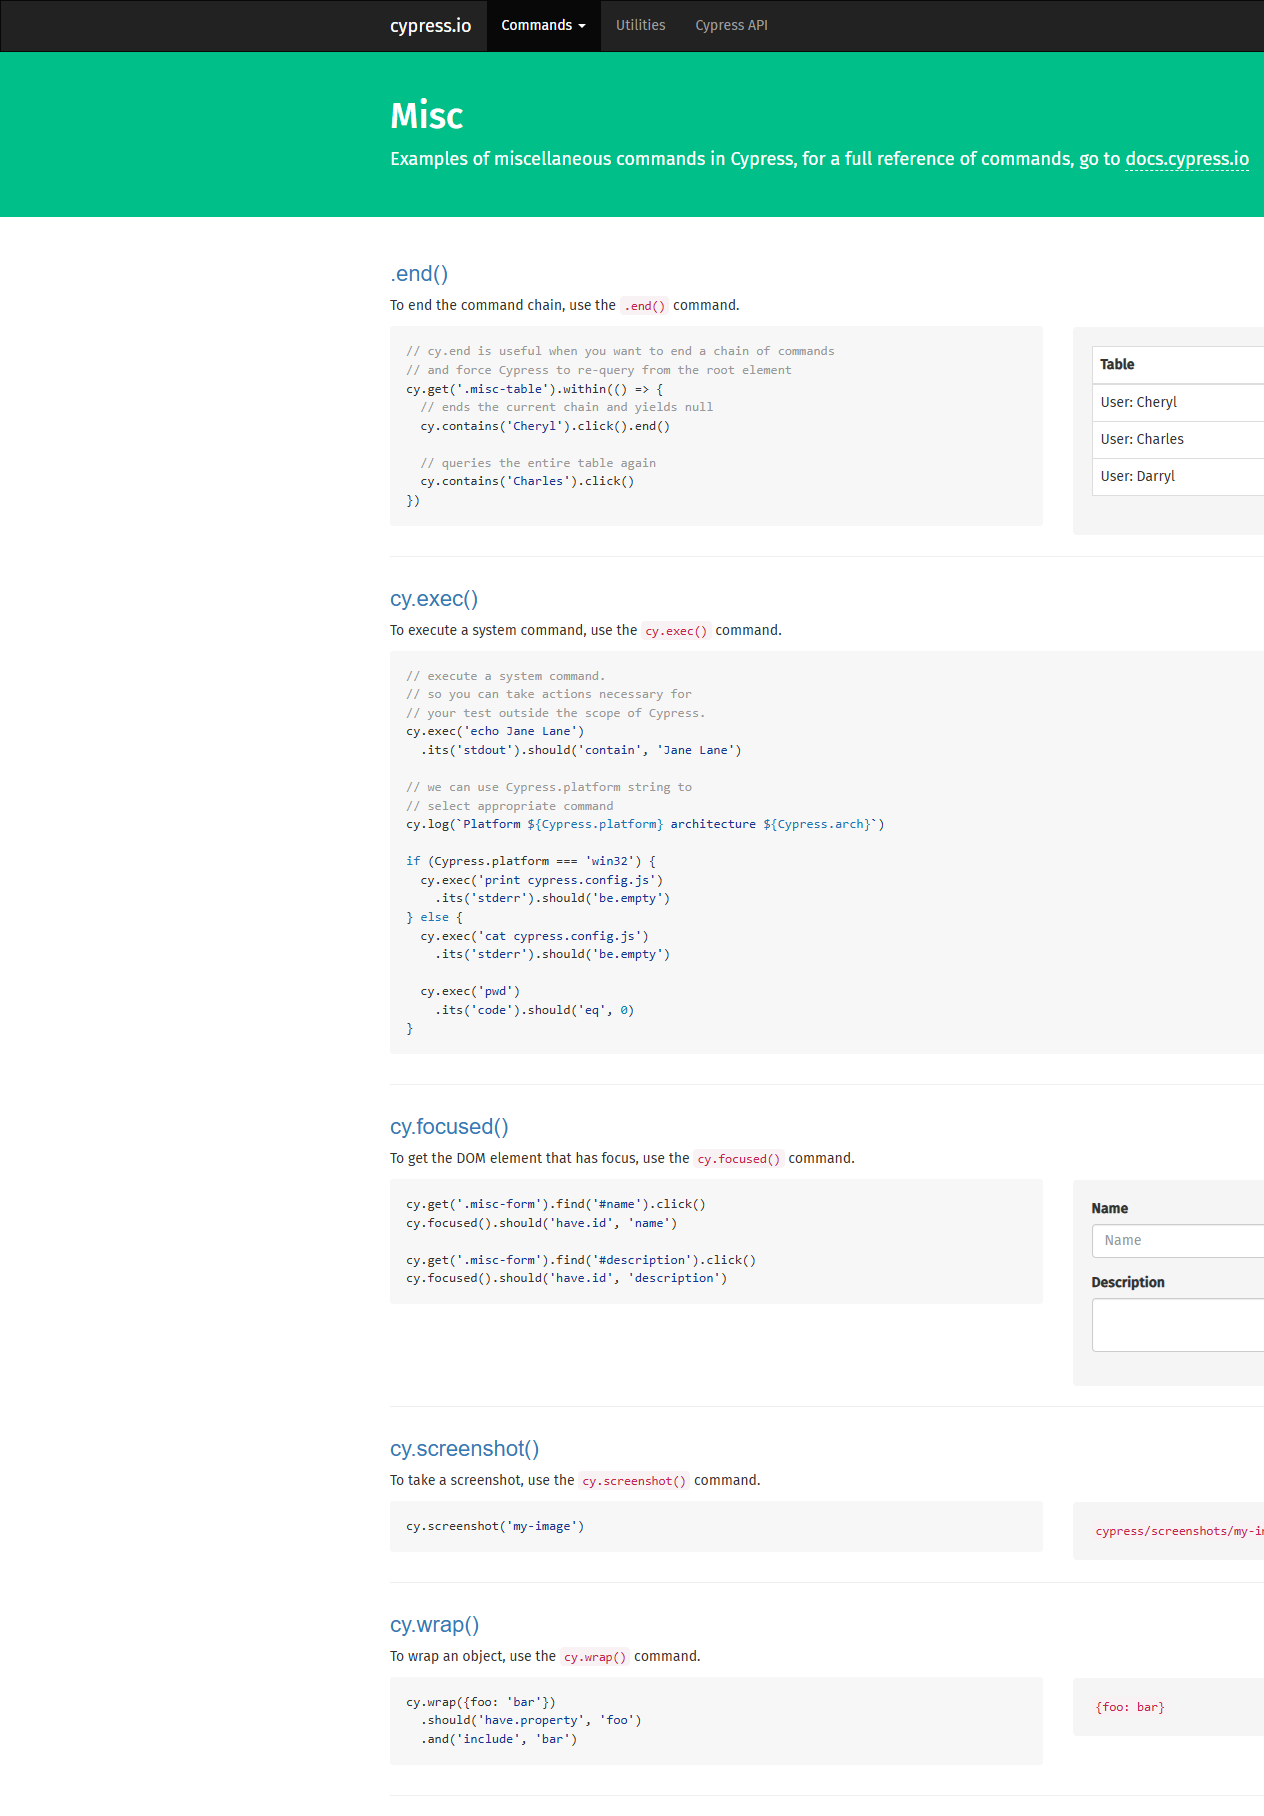 cypress.io Commands Utilities Cypress API
Misc
Examples of miscellaneous commands in Cypress, for a full reference of commands, go to docs.cypress.io
.end()
To end the command chain, use the .end() command.
// cy.end is useful when you want to end a chain of commands
// and force Cypress to re-query from the root element
cy.get('.misc-table').within(() => {
  // ends the current chain and yields null
  cy.contains('Cheryl').click().end()
  // queries the entire table again
  cy.contains('Charles').click()
})
Table
User: Cheryl
User: Charles
User: Darryl
cy.exec()
To execute a system command, use the cy.exec() command.
// execute a system command.
// so you can take actions necessary for
// your test outside the scope of Cypress.
cy.exec('echo Jane Lane')
  .its('stdout').should('contain', 'Jane Lane')
// we can use Cypress.platform string to
// select appropriate command
cy.log(`Platform ${Cypress.platform} architecture ${Cypress.arch}`)
if (Cypress.platform === 'win32') {
  cy.exec('print cypress.config.js')
    .its('stderr').should('be.empty')
} else {
  cy.exec('cat cypress.config.js')
    .its('stderr').should('be.empty')
  cy.exec('pwd')
    .its('code').should('eq', 0)
}
cy.focused()
To get the DOM element that has focus, use the cy.focused() command.
cy.get('.misc-form').find('#name').click()
cy.focused().should('have.id', 'name')
cy.get('.misc-form').find('#description').click()
cy.focused().should('have.id', 'description')
Name
Name
Description
cy.screenshot()
To take a screenshot, use the cy.screenshot() command.
cy.screenshot('my-image')
cypress/screenshots/my-i
cy.wrap()
To wrap an object, use the cy.wrap() command.
cy.wrap({foo: 'bar'})
  .should('have.property', 'foo')
  .and('include', 'bar')
{foo: bar}